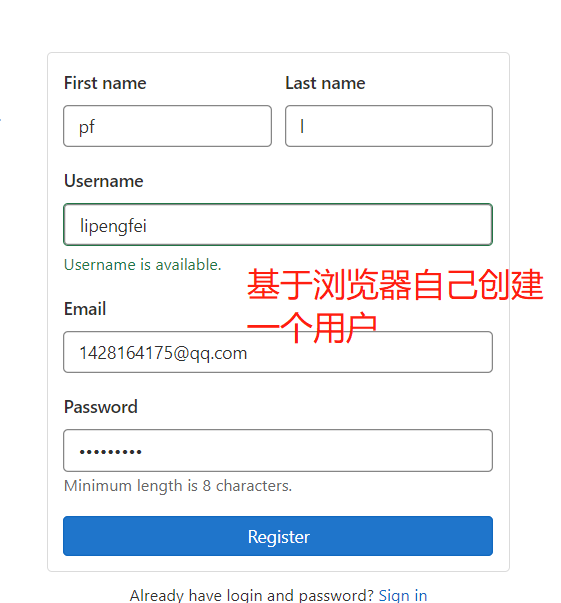 First name Last name
pf l
Username
lipengfei
Username is available.
基于浏览器自己创建
一个用户
Email
1428164175@qq.com
Password
•••••••••
Minimum length is 8 characters.
Register
Already have login and password? Sign in